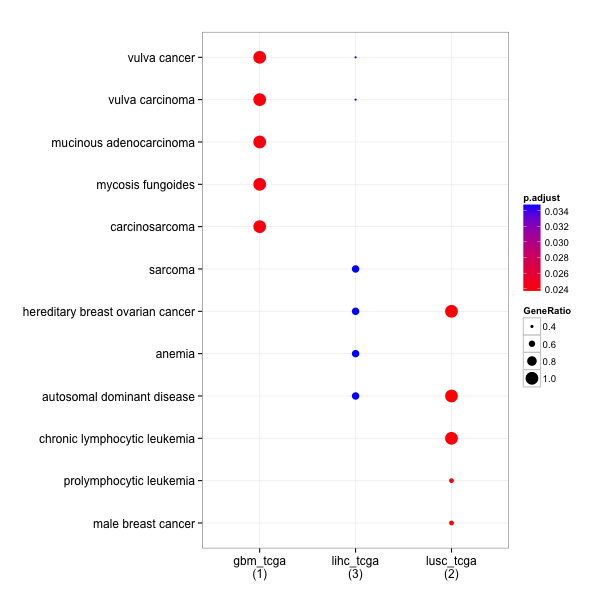 vulva cancer
vulva carcinoma
mucinous adenocarcinoma
mycosis fungoides
carcinosarcoma
sarcoma
hereditary breast ovarian cancer
anemia
autosomal dominant disease
chronic lymphocytic leukemia
prolymphocytic leukemia
male breast cancer
gbm_tcga
(1)
lihc_tcga
(3)
lusc_tcga
(2)
p.adjust
0.034
0.032
0.030
0.028
0.026
0.024
GeneRatio
0.4
0.6
0.8
1.0